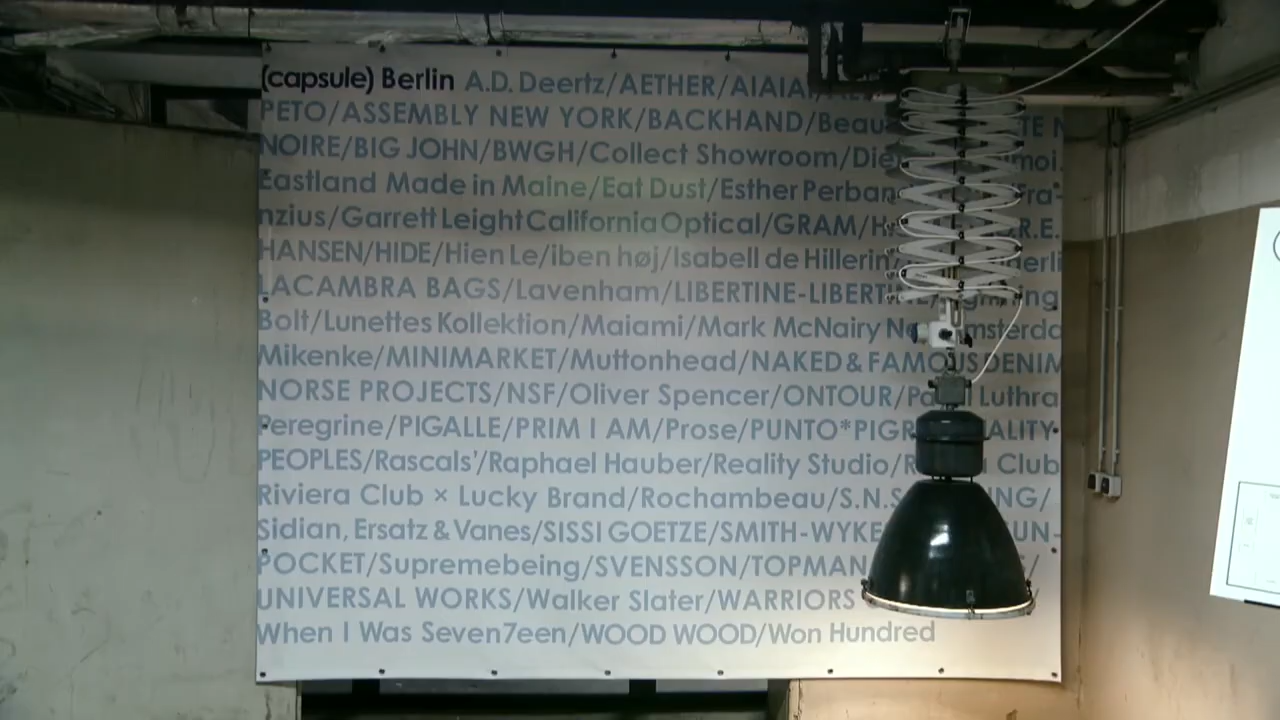 (capsule) Berlin A.D. Deertz/AETHER/AIAIAI
PETO/ASSEMBLY NEW YORK/BACKHAND/Beau
NOIRE/BIG JOHN/BWGH/Collect Showroom/
Eastland Made in Maine/Eat Dust/Esther Perban
nzius/Garrett Leight California Optical/GRAM/
HANSEN/HIDE/Hien Le/iben høj/Isabell de Hillerin
LACAMBRA BAGS/Lavenham/LIBERTINE-LIBERTINE/
Bolt/Lunettes Kollektion/Maiami/Mark McNairy
Mikenke/MINIMARKET/Muttonhead/NAKED & FAMOUS DENIM
NORSE PROJECTS/NSF/Oliver Spencer/ONTOUR/ Luthra
Peregrine/PIGALLE/PRIM I AM/Prose/PUNTO*PIGRO
PEOPLES/Rascals'/Raphael Hauber/Reality Studio/ Club
Riviera Club × Lucky Brand/Rochambeau/S.N.S.
Sidian, Ersatz & Vanes/SISSI GOETZE/SMITH-WYKES SUN-
POCKET/Supremebeing/SVENSSON/TOPMAN
UNIVERSAL WORKS/Walker Slater/WARRIORS
When I Was Seven7een/WOOD WOOD/Won Hundred